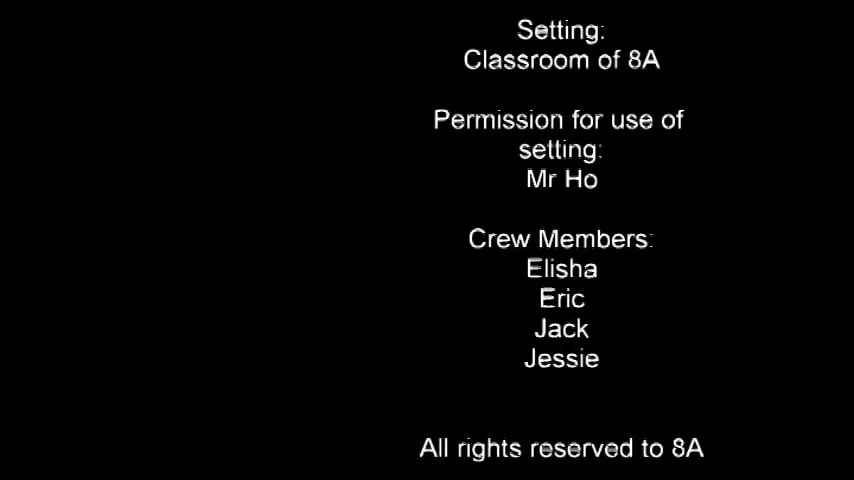 Setting:
Classroom of 8A
Permission for use of
setting:
Mr Ho
Crew Members:
Elisha
Eric
Jack
Jessie
All rights reserved to 8A